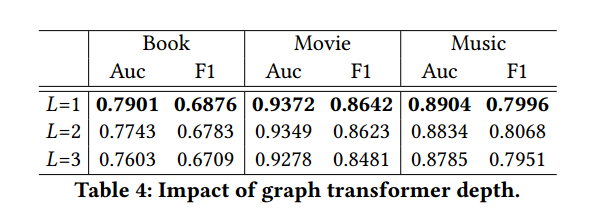 Book Movie Music
Auc F1 Auc F1 Auc F1
L=1 0.7901 0.6876 0.9372 0.8642 0.8904 0.7996
L=2 0.7743 0.6783 0.9349 0.8623 0.8834 0.8068
L=3 0.7603 0.6709 0.9278 0.8481 0.8785 0.7951
Table 4: Impact of graph transformer depth.